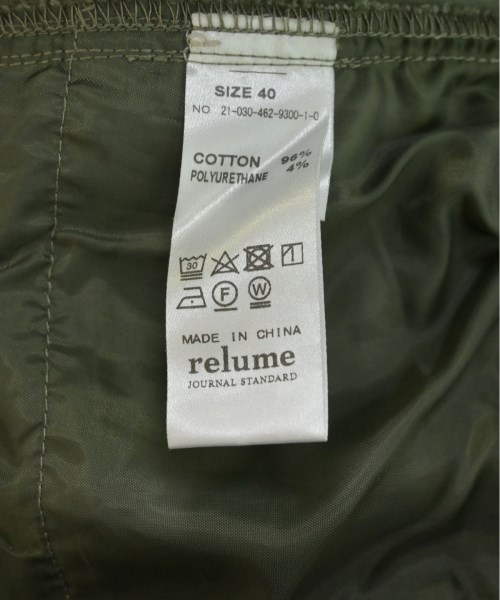 SIZE 40
NO 21-030-462-9300-1-0
COTTON 96%
POLYURETHANE 4%
30
F W
MADE IN CHINA
relume
JOURNAL STANDARD